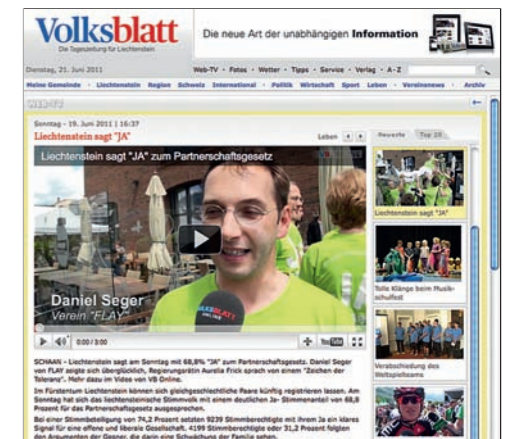 Volksblatt
Die Tageszeitung für Liechtenstein
Die neue Art der unabhängigen Information
Dienstag, 21. Juni 2011
Web-TV • Fotos • Wetter • Tipps • Service • Verlag • A-Z
Meine Gemeinde • Liechtenstein Region Schweiz International • Politik Wirtschaft Sport Leben • Vereinsnews • Archiv
WEB-TV
Sonntag - 19. Juni 2011 | 16:37
Liechtenstein sagt "JA"
Leben
Neueste
Top 20
Liechtenstein sagt "JA" zum Partnerschaftsgesetz
Daniel Seger
Verein "FLAY"
VOLKSBLATT
ONLINE
0:00 / 3:00
YouTube
Liechtenstein sagt "JA"
Tolle Klänge beim Musik-
schulfest
Verabschiedung des
Weltspielteams
SCHAAN - Liechtenstein sagt am Sonntag mit 68,8% "JA" zum Partnerschaftsgesetz. Daniel Seger
von FLAY zeigte sich überglücklich, Regierungsrätin Aurelia Frick sprach von einem "Zeichen der
Toleranz". Mehr dazu im Video von VB Online.
Im Fürstentum Liechtenstein können sich gleichgeschlechtliche Paare künftig registrieren lassen. Am
Sonntag hat sich das liechtensteinische Stimmvolk mit einem deutlichen Ja- Stimmenanteil von 68,8
Prozent für das Partnerschaftsgesetz ausgesprochen.
Bei einer Stimmbeteiligung von 74,2 Prozent setzten 9239 Stimmberechtigte mit ihrem Ja ein klares
Signal für eine offene und liberale Gesellschaft. 4199 Stimmberechtigte oder 31,2 Prozent folgten
den Argumenten der Gegner, die darin eine Schwächung der Familie sehen.